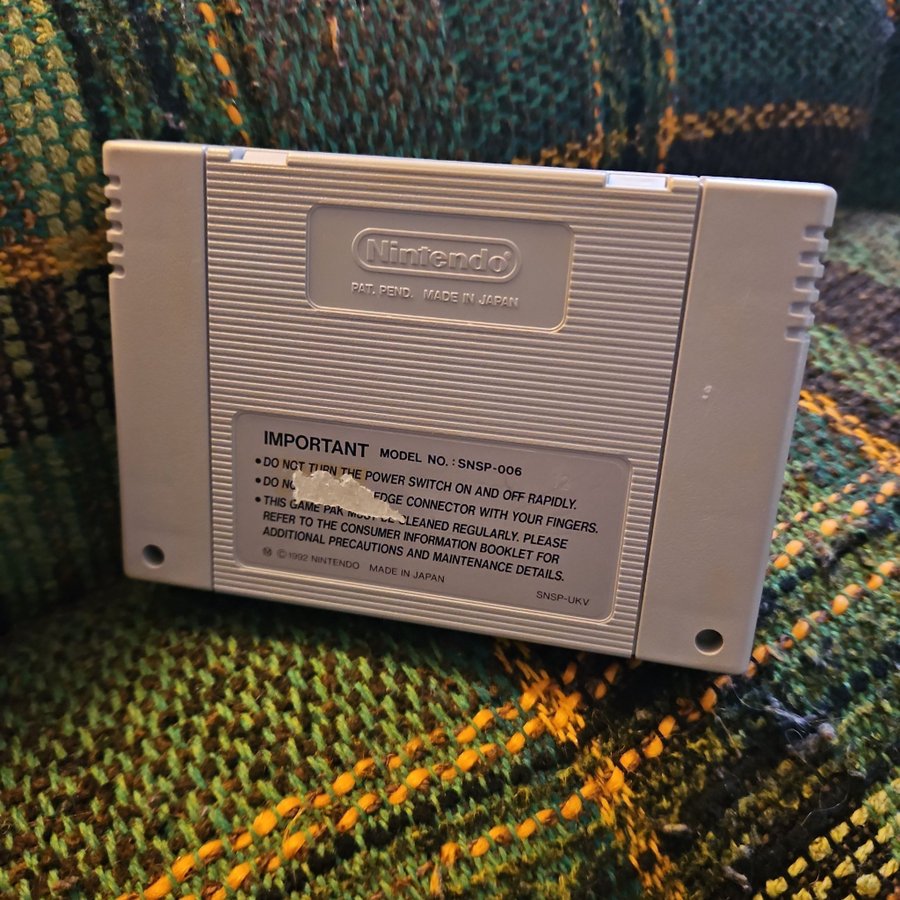 Nintendo®
PAT. PEND. MADE IN JAPAN
IMPORTANT MODEL NO.: SNSP-006
•DO NOT TURN THE POWER SWITCH ON AND OFF RAPIDLY.
•DO EDGE CONNECTOR WITH YOUR FINGERS.
•THIS GAME PAK MUST BE CLEANED REGULARLY. PLEASE
REFER TO THE CONSUMER INFORMATION BOOKLET FOR
ADDITIONAL PRECAUTIONS AND MAINTENANCE DETAILS.
Ⓜ ©1992 NINTENDO MADE IN JAPAN
SNSP-UKV